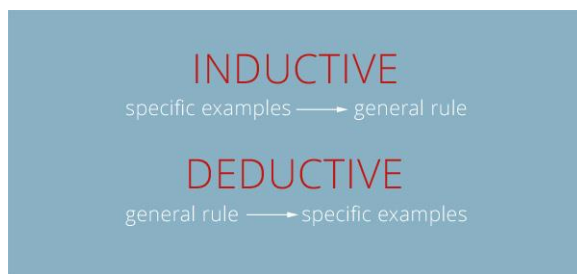 INDUCTIVE
specific examples → general rule
DEDUCTIVE
general rule → specific examples